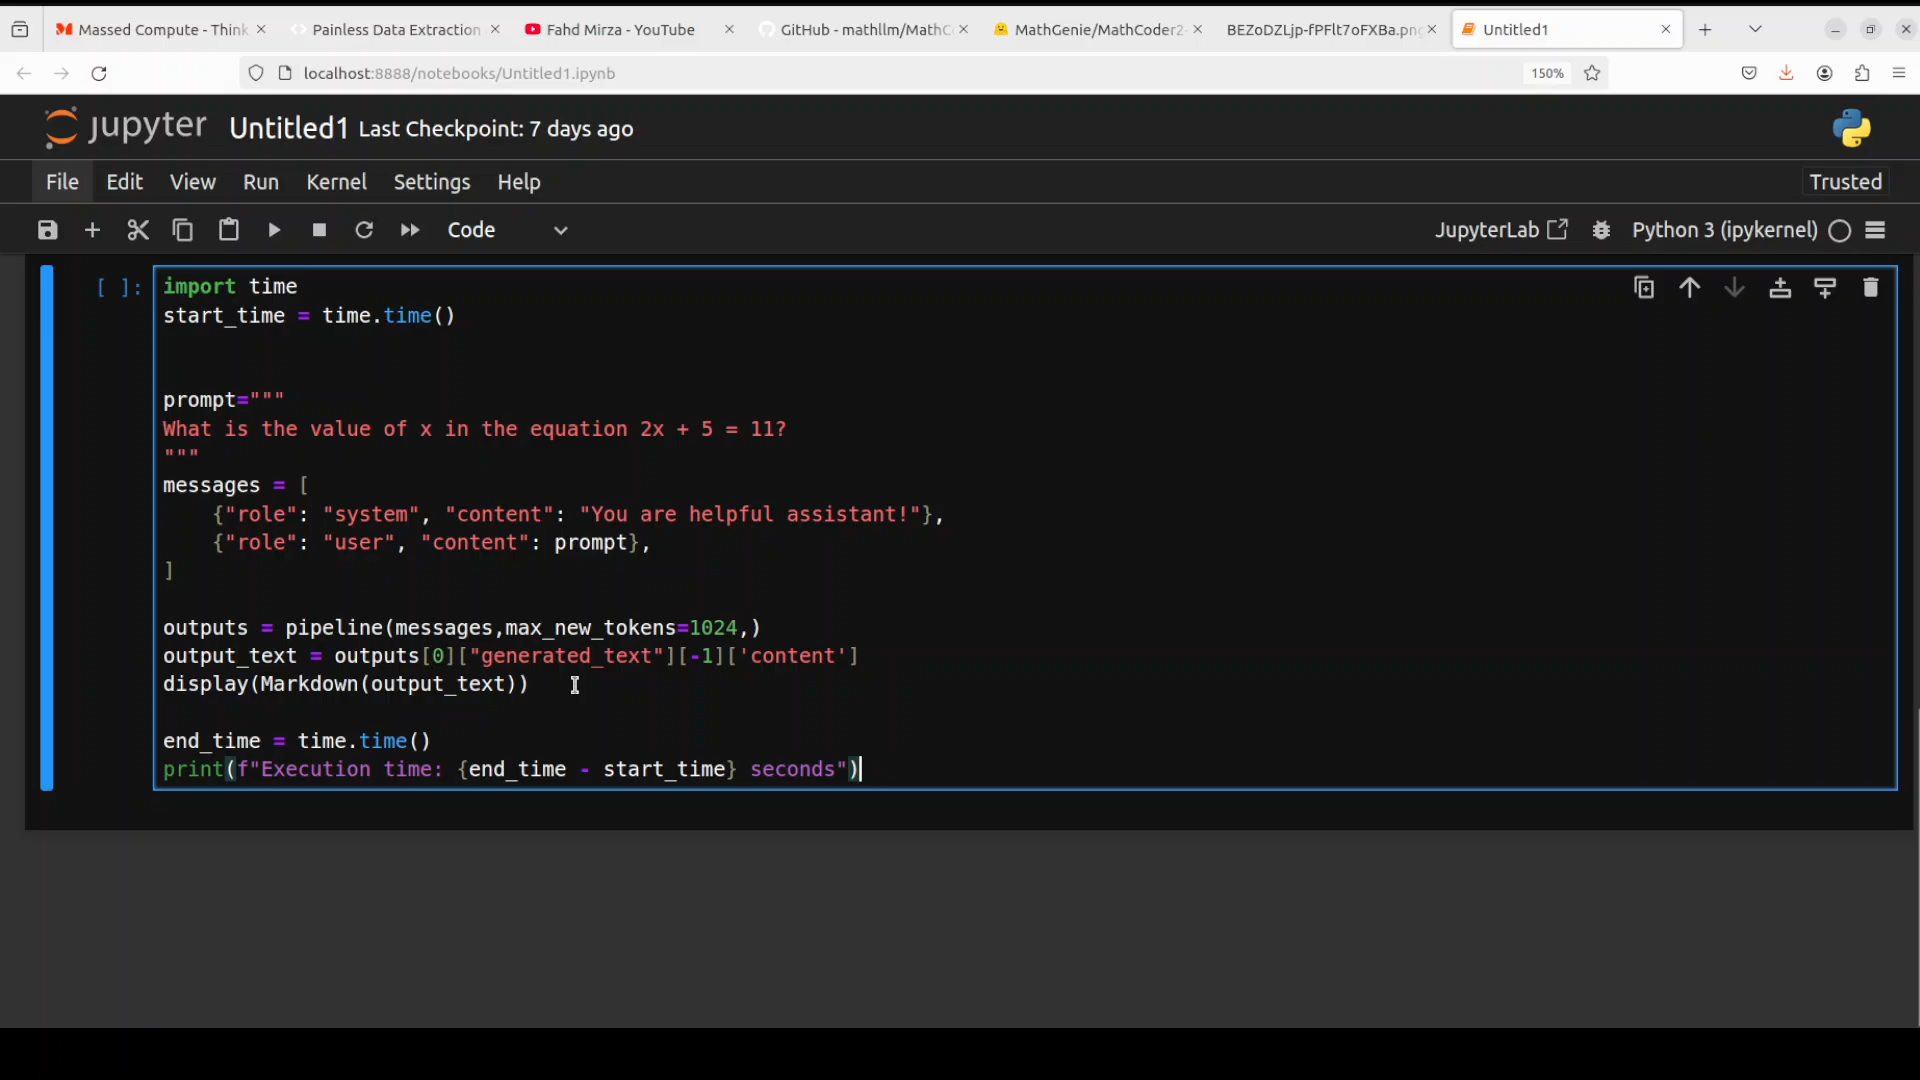 Massed Compute - Think
Painless Data Extraction
Fahd Mirza - YouTube
GitHub - mathllm/MathC
MathGenie/MathCoder2-
BEZoDZLjp-fPFlt7oFXBa.png
Untitled1
localhost:8888/notebooks/Untitled1.ipynb
150%
jupyter Untitled1 Last Checkpoint: 7 days ago
File Edit View Run Kernel Settings Help
Trusted
Code
JupyterLab
Python 3 (ipykernel)
[ ]:
import time
start_time = time.time()
prompt="""
What is the value of x in the equation 2x + 5 = 11?
"""
messages = [
    {"role": "system", "content": "You are helpful assistant!"},
    {"role": "user", "content": prompt},
]
outputs = pipeline(messages,max_new_tokens=1024,)
output_text = outputs[0]["generated_text"][-1]['content']
display(Markdown(output_text))
end_time = time.time()
print(f"Execution time: {end_time - start_time} seconds")